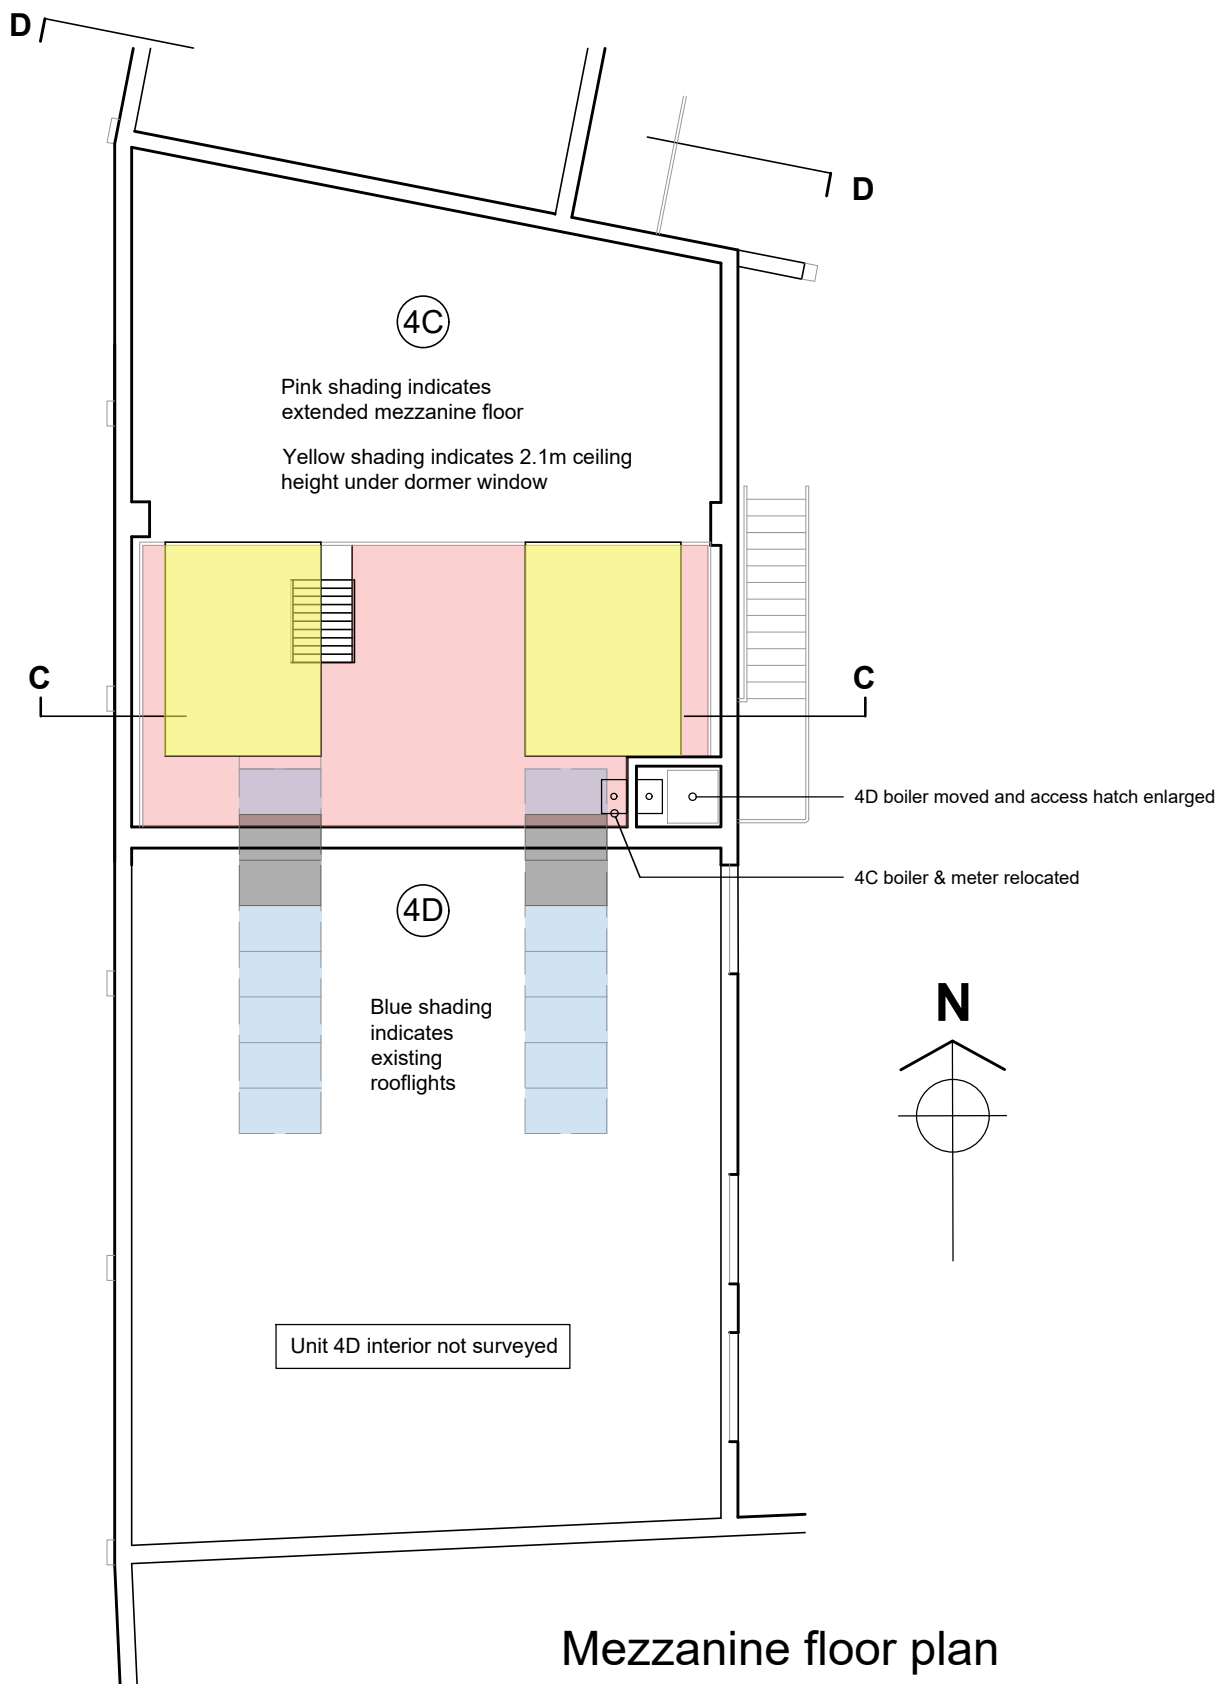 D
D
4C
Pink shading indicates
extended mezzanine floor
Yellow shading indicates 2.1m ceiling
height under dormer window
C
C
4D boiler moved and access hatch enlarged
4C boiler & meter relocated
4D
Blue shading
indicates
existing
rooflights
N
Unit 4D interior not surveyed
Mezzanine floor plan